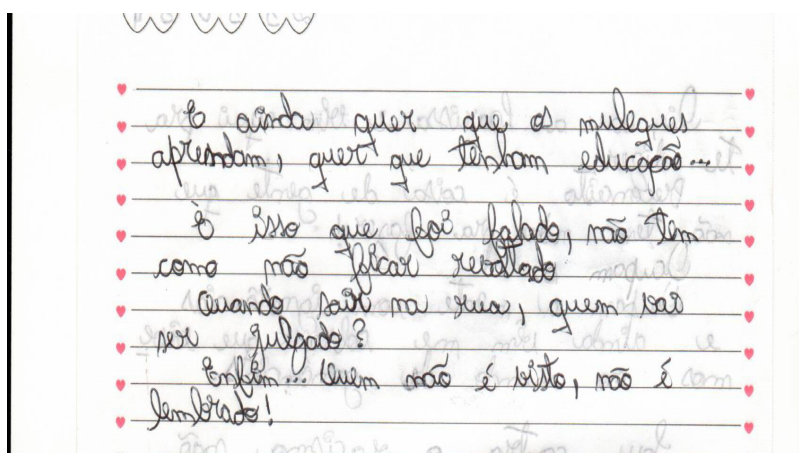 E ainda quer que os muleques
aprendam, quer que tenham educação...
É isso que foi falado, não tem
como não ficar revoltado
Quando sair na rua, quem vai
ser julgado?
Enfim... Quem não é visto, não é
lembrado!